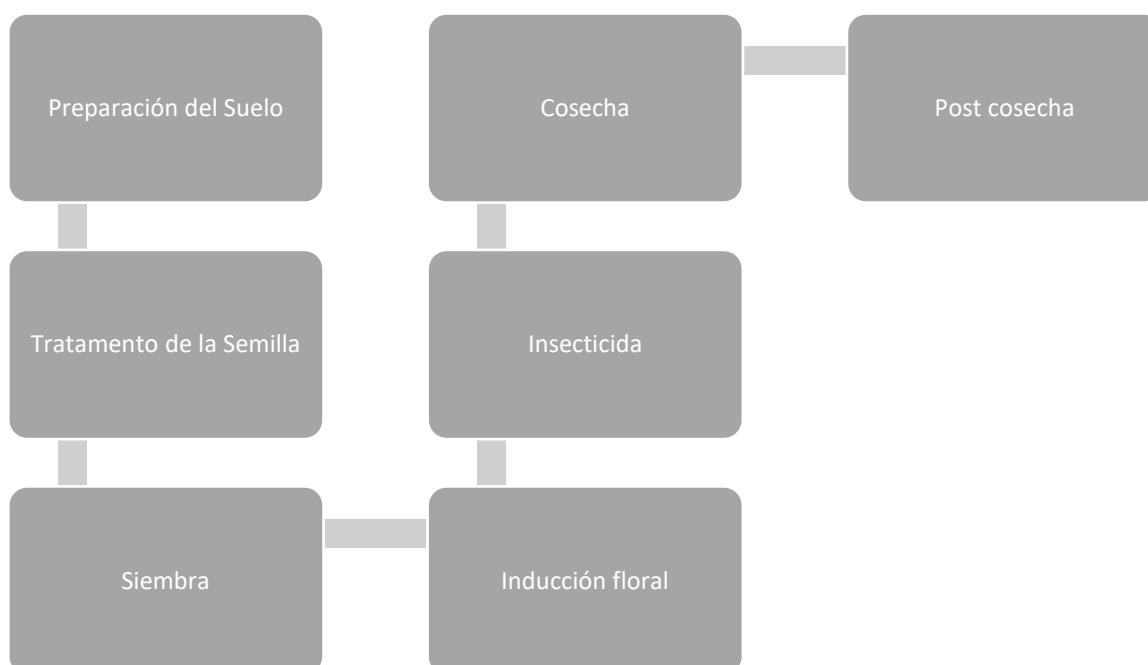 Preparación del Suelo
Tratamento de la Semilla
Siembra
Inducción floral
Insecticida
Cosecha
Post cosecha